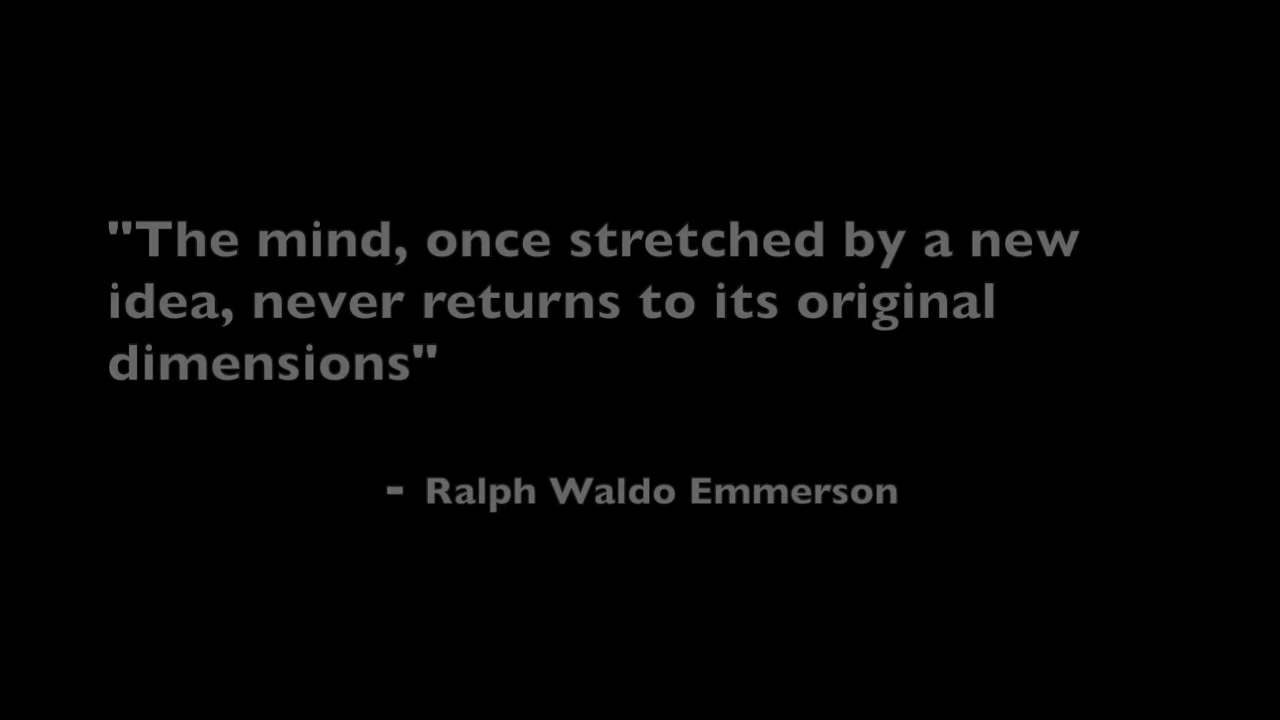 "The mind, once stretched by a new
idea, never returns to its original
dimensions"
- Ralph Waldo Emmerson